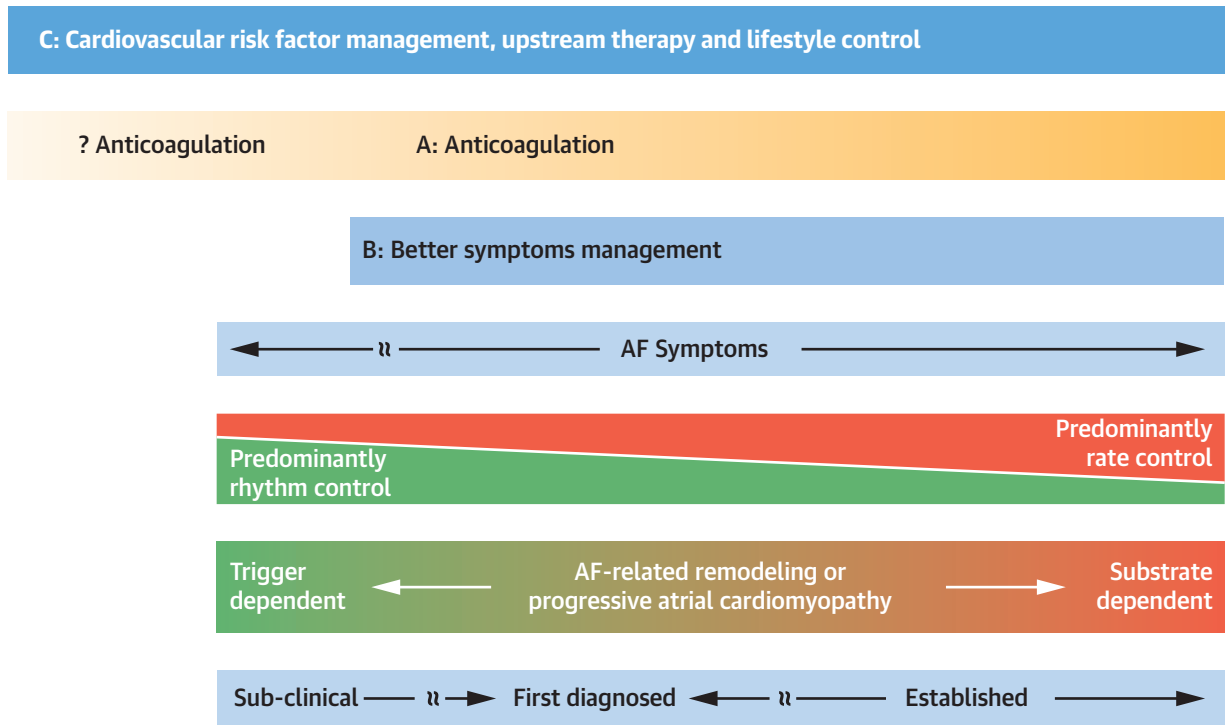 C: Cardiovascular risk factor management, upstream therapy and lifestyle control
? Anticoagulation A: Anticoagulation
B: Better symptoms management
AF Symptoms
Predominantly
rate control
Predominantly
rhythm control
Trigger
dependent
AF-related remodeling or
progressive atrial cardiomyopathy
Substrate
dependent
Sub-clinical First diagnosed Established